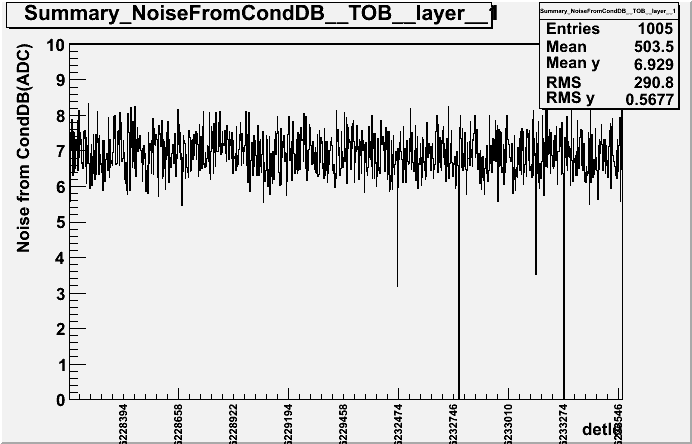 Summary_NoiseFromCondDB__TOB__layer__1
Summary_NoiseFromCondDB__TOB__layer__1
Entries 1005
Mean 503.5
Mean y 6.929
RMS 290.8
RMS y 0.5677
Noise from CondDB(ADC)
10
9
8
7
6
5
4
3
2
1
0
6228394
6228658
6228922
6229194
6229458
6232474
6232746
6233010
6233274